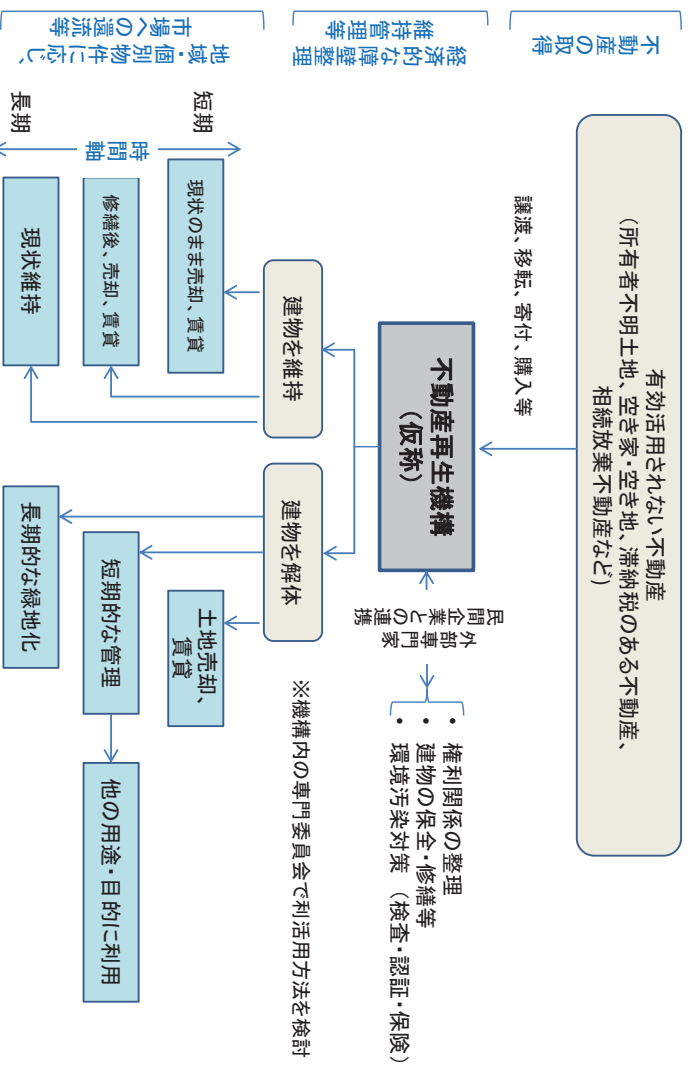 有効活用されない不動産
（所有者不明土地、空き家・空き地、滞納税のある不動産、
相続放棄不動産など）
不動産の取得
譲渡、移転、寄付、購入等
経済的な障壁整理
維持管理等
不動産再生機構
（仮称）
民間企業との連携
外部専門家
・ 権利関係の整理
・ 建物の保全・修繕等
・ 環境汚染対策 （検査・認証・保険）
※機構内の専門委員会で利活用方法を検討
建物を維持
建物を解体
地域・個別物件に応じ、
市場への還流等
短期
時間軸
長期
現状のまま売却、賃貸
修繕後、売却、賃貸
現状維持
土地売却、
賃貸
短期的な管理
他の用途・目的に利用
長期的な緑地化